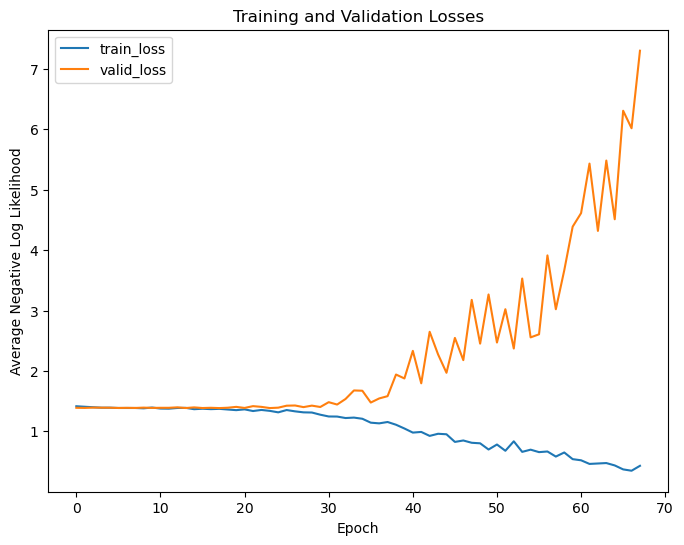 Training and Validation Losses
train_loss
valid_loss
7
6
5
4
3
2
1
Average Negative Log Likelihood
0 10 20 30 40 50 60 70
Epoch